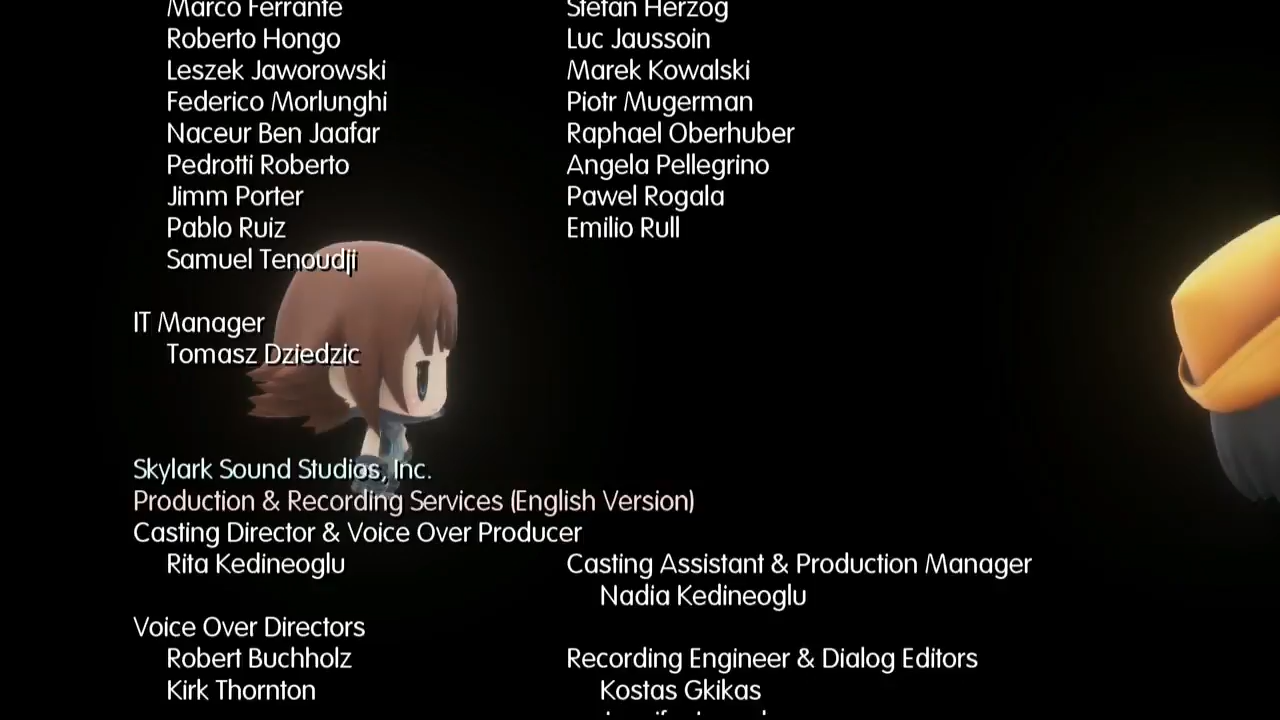 Marco Ferrante
Roberto Hongo
Leszek Jaworowski
Federico Morlunghi
Naceur Ben Jaafar
Pedrotti Roberto
Jimm Porter
Pablo Ruiz
Samuel Tenoudji
Stefan Herzog
Luc Jaussoin
Marek Kowalski
Piotr Mugerman
Raphael Oberhuber
Angela Pellegrino
Pawel Rogala
Emilio Rull
IT Manager
Tomasz Dziedzic
Skylark Sound Studios, Inc.
Production & Recording Services (English Version)
Casting Director & Voice Over Producer
Rita Kedineoglu
Casting Assistant & Production Manager
Nadia Kedineoglu
Voice Over Directors
Robert Buchholz
Kirk Thornton
Recording Engineer & Dialog Editors
Kostas Gkikas